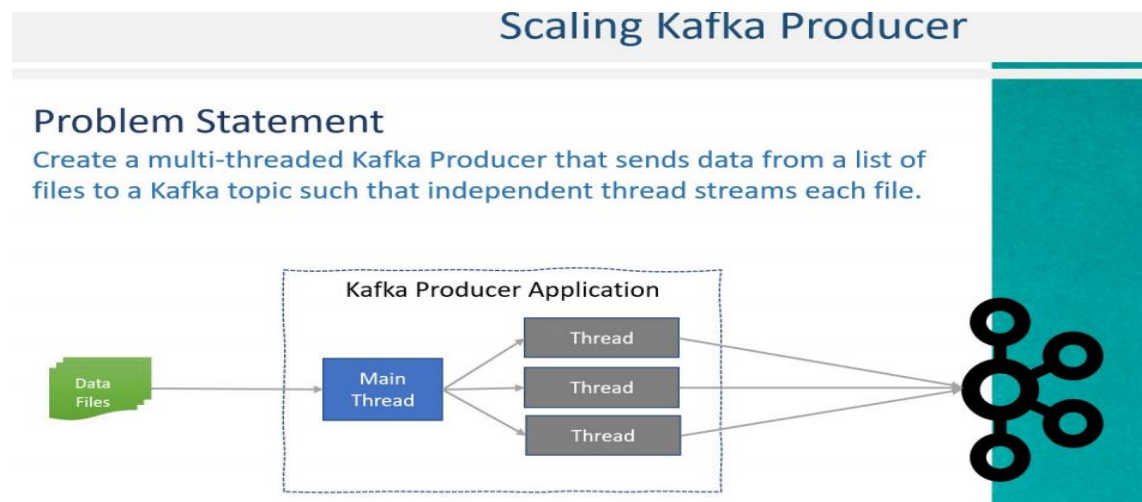 Scaling Kafka Producer
Problem Statement
Create a multi-threaded Kafka Producer that sends data from a list of
files to a Kafka topic such that independent thread streams each file.
Kafka Producer Application
Thread
Data
Files
Main
Thread
Thread
Thread